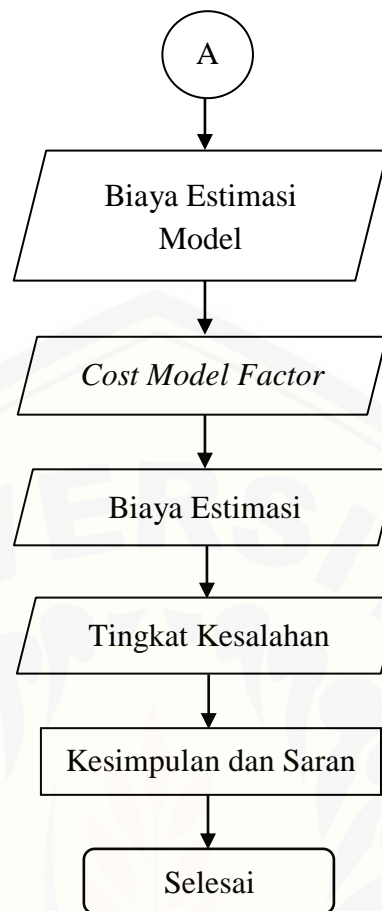 A
Biaya Estimasi
Model
Cost Model Factor
Biaya Estimasi
Tingkat Kesalahan
Kesimpulan dan Saran
Selesai